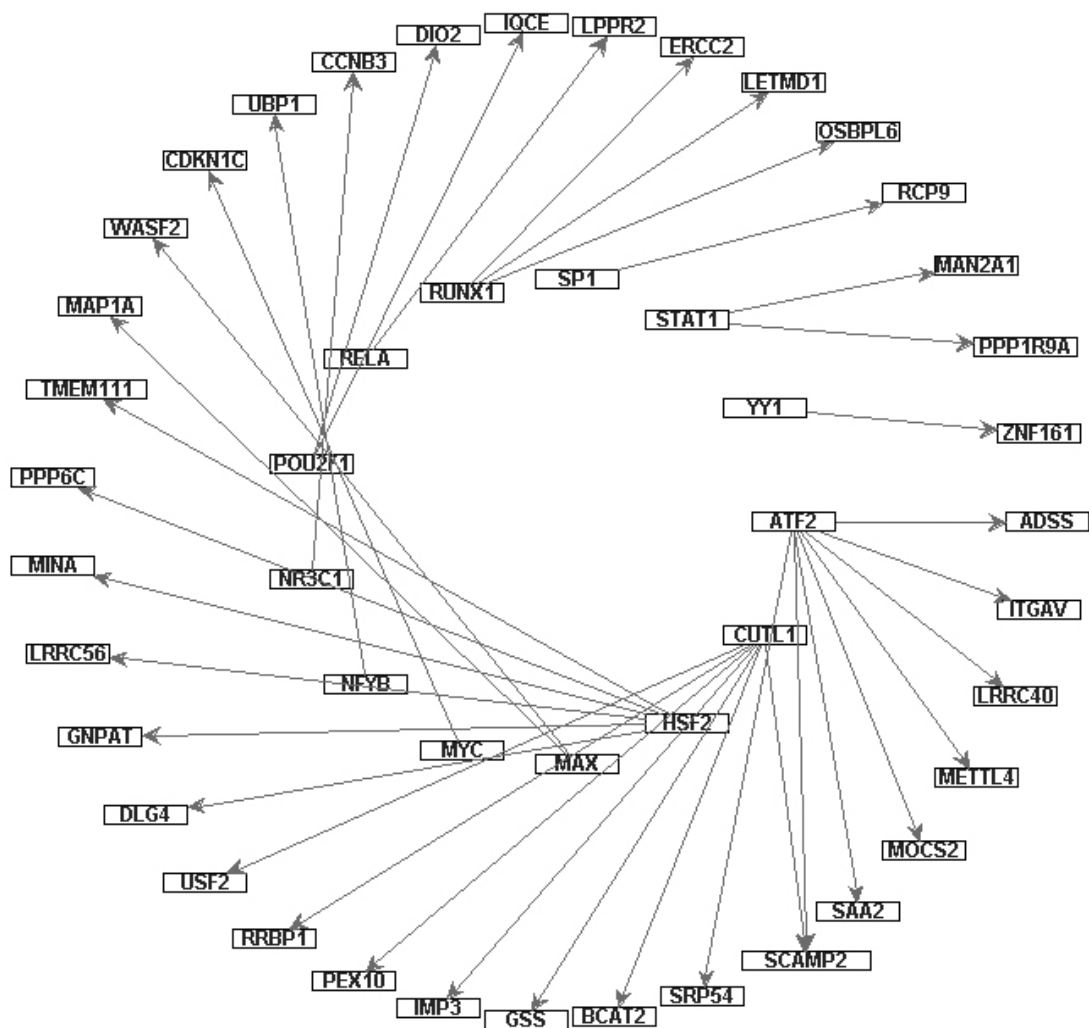 IQCE
LPPR2
DIO2
ERCC2
CCNB3
LETMD1
UBP1
OSBPL6
CDKN1C
RCP9
WASF2
MAN2A1
SP1
RUNX1
MAP1A
STAT1
PPP1R9A
RELA
TMEM111
YY1
ZNF161
POU2F1
PPP6C
ATF2
ADSS
MINA
NR3C1
ITGAV
CUTL1
LRRC56
NFYB
LRRC40
HSF2
GNPAT
MYC
MAX
METTL4
DLG4
MOCS2
USF2
SAA2
RRBP1
SCAMP2
PEX10
SRP54
IMP3
BCAT2
GSS